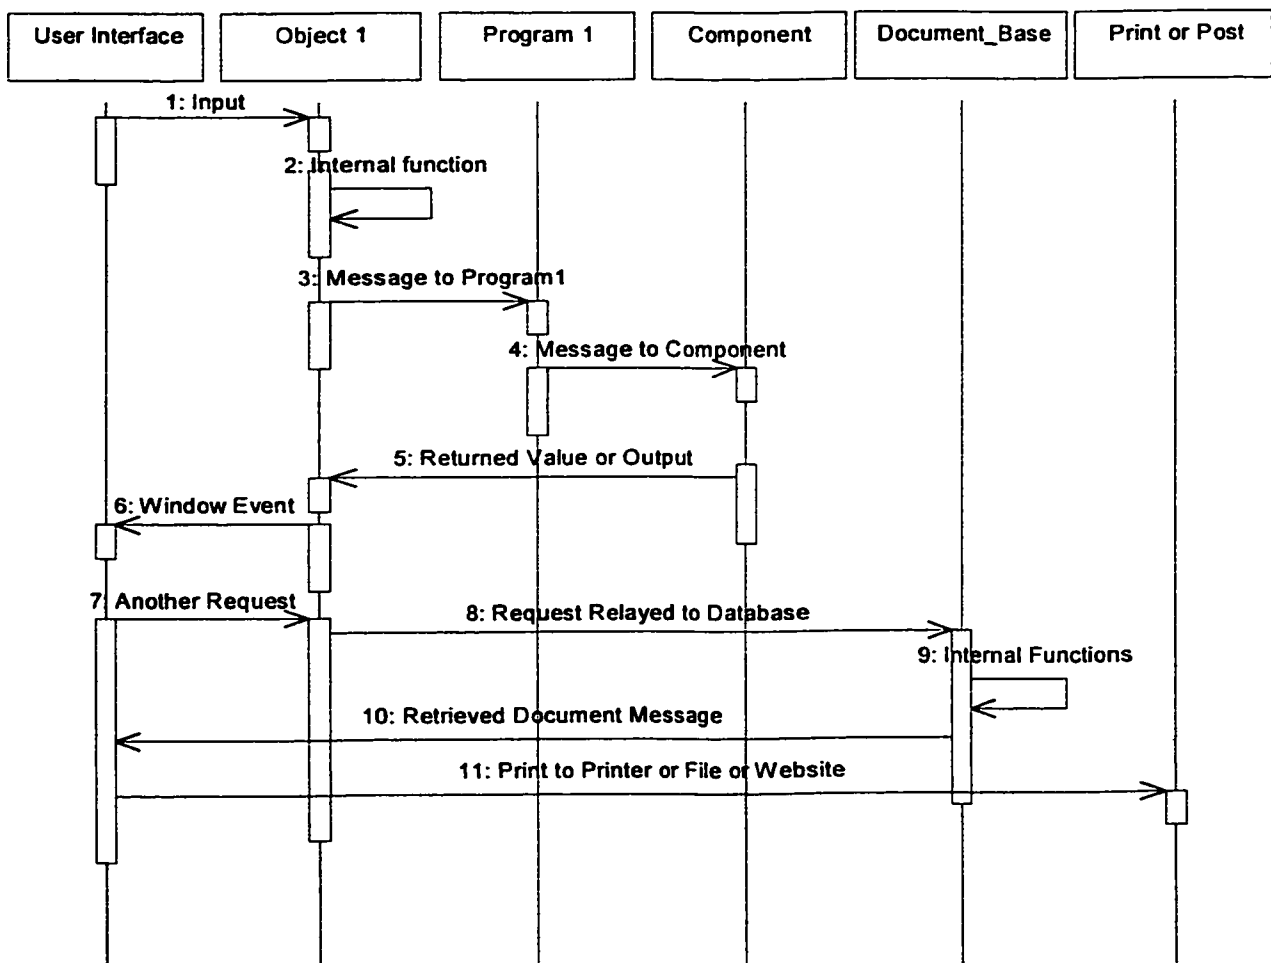 User Interface
Object 1
Program 1
Component
Document_Base
Print or Post
1: Input
2: Internal function
3: Message to Program1
4: Message to Component
5: Returned Value or Output
6: Window Event
7: Another Request
8: Request Relayed to Database
9: Internal Functions
10: Retrieved Document Message
11: Print to Printer or File or Website